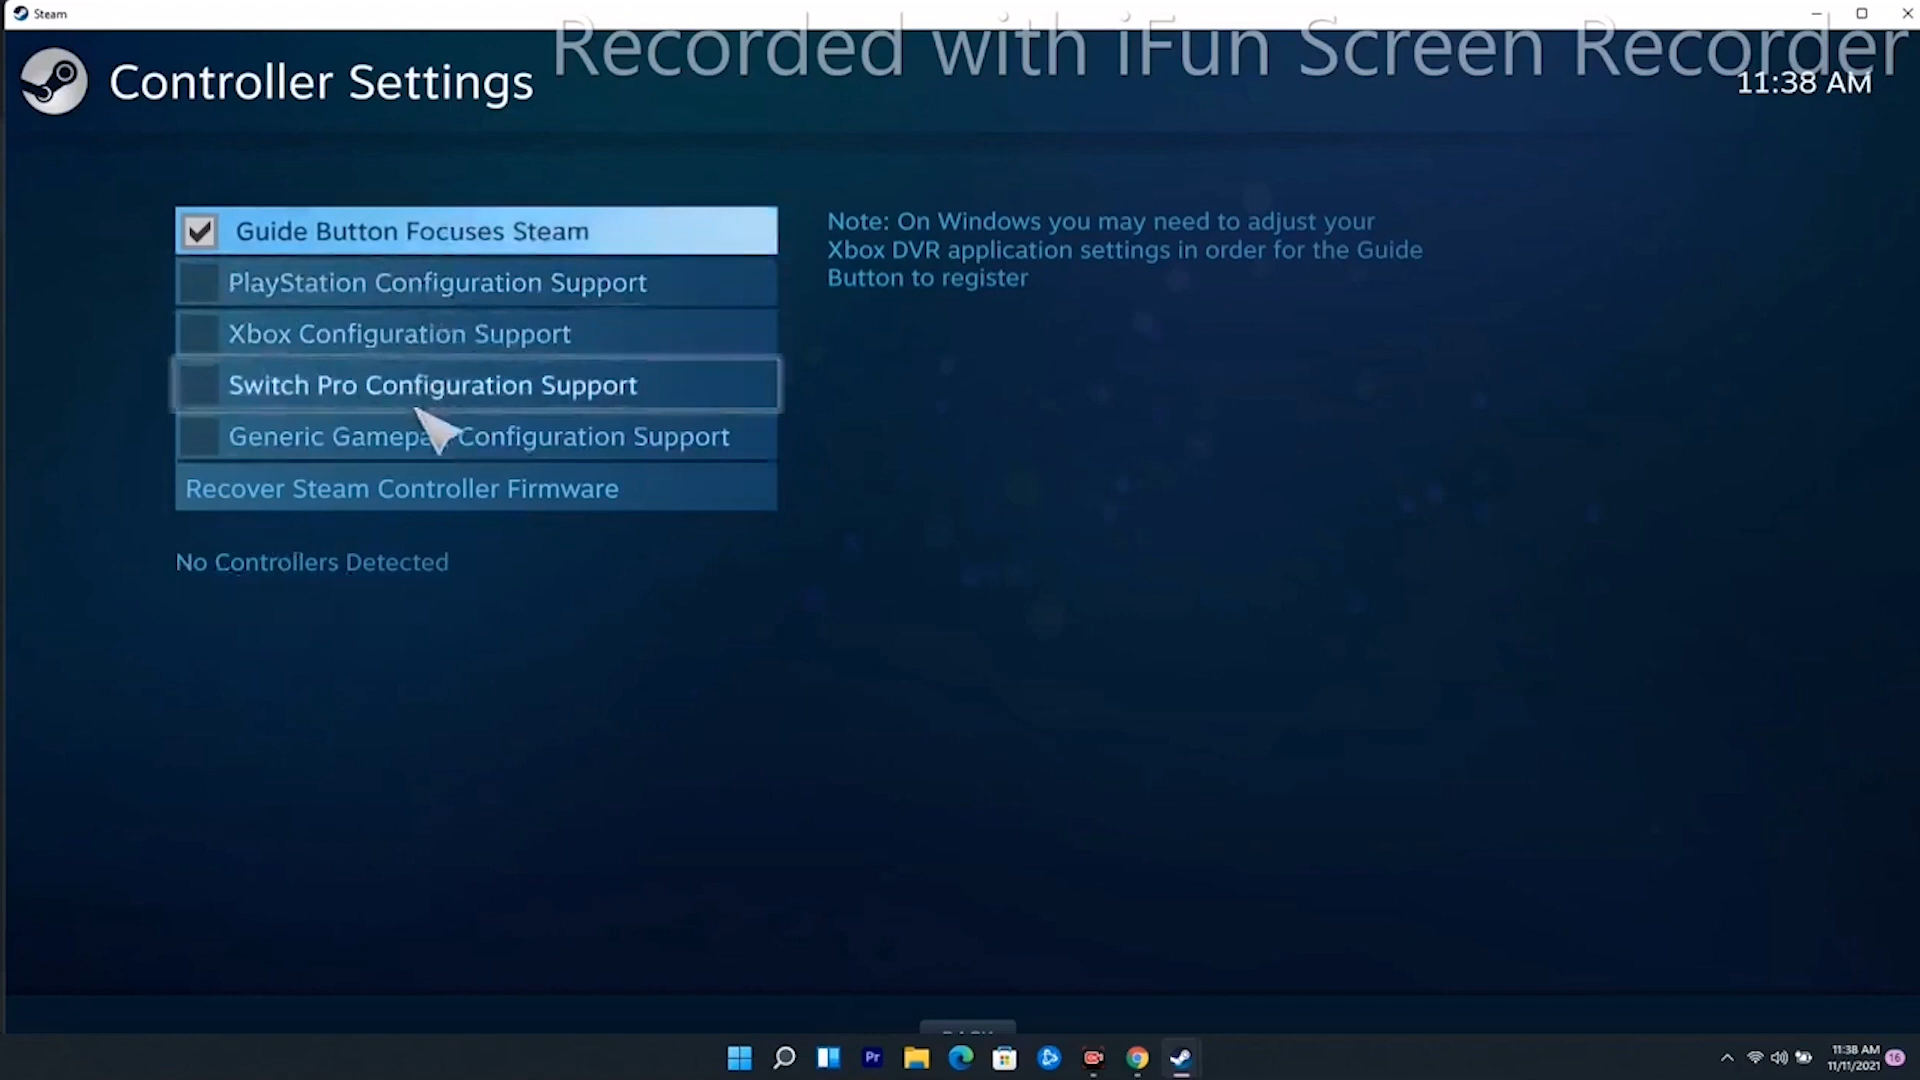 Steam
Recorded with iFun Screen Recorder
Controller Settings
11:38 AM
Guide Button Focuses Steam
PlayStation Configuration Support
Xbox Configuration Support
Switch Pro Configuration Support
Generic Configuration Support
Recover Steam Controller Firmware
No Controllers Detected
Note: On Windows you may need to adjust your
Xbox DVR application settings in order for the Guide
Button to register
Pr
11:38 AM
11/11/2021
16